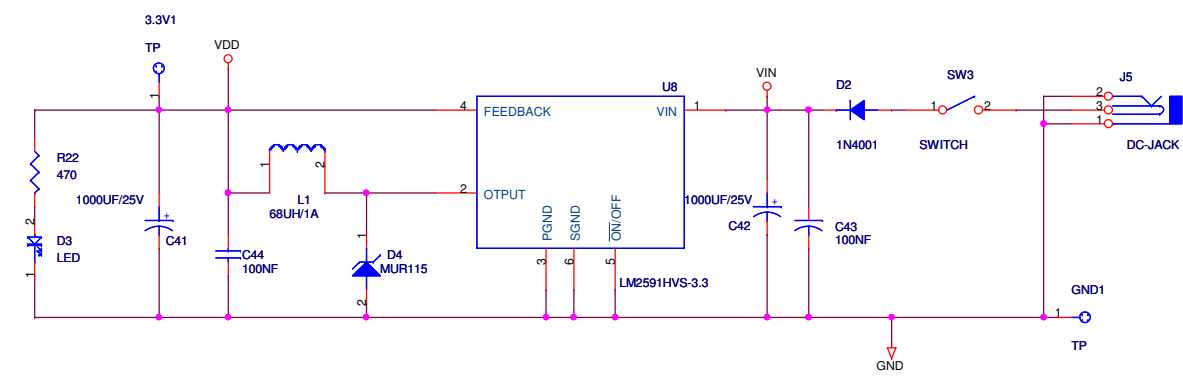 3.3V1
TP
VDD
1
R22
470
2
D3
LED
1
1000UF/25V
+
C41
1
2
L1
68UH/1A
C44
100NF
1
D4
MUR115
2
U8
4
FEEDBACK
VIN
1
2
OTPUT
PGND
SGND
ON/OFF
3
6
5
LM2591HVS-3.3
VIN
D2
1N4001
SW3
1
2
SWITCH
J5
2
3
1
DC-JACK
1000UF/25V
+
C42
C43
100NF
GND1
1
TP
GND